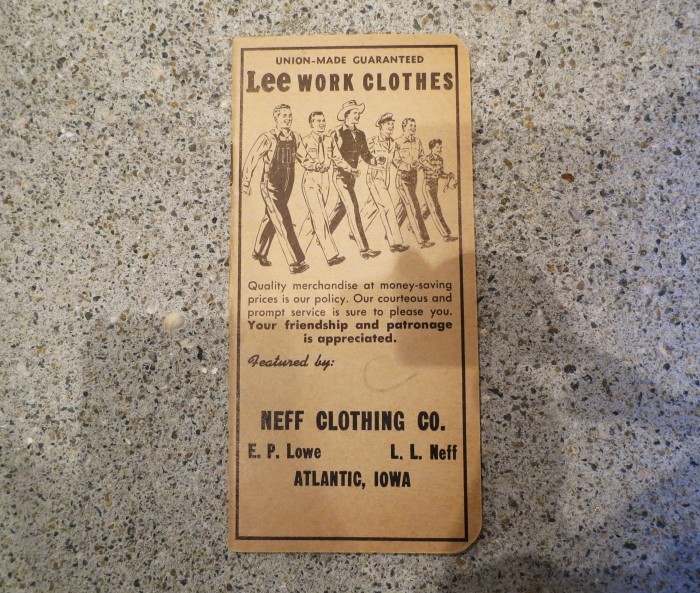 UNION-MADE GUARANTEED
Lee WORK CLOTHES
Quality merchandise at money-saving
prices is our policy. Our courteous and
prompt service is sure to please you.
Your friendship and patronage
is appreciated.
Featured by:
NEFF CLOTHING CO.
E. P. Lowe L. L. Neff
ATLANTIC, IOWA